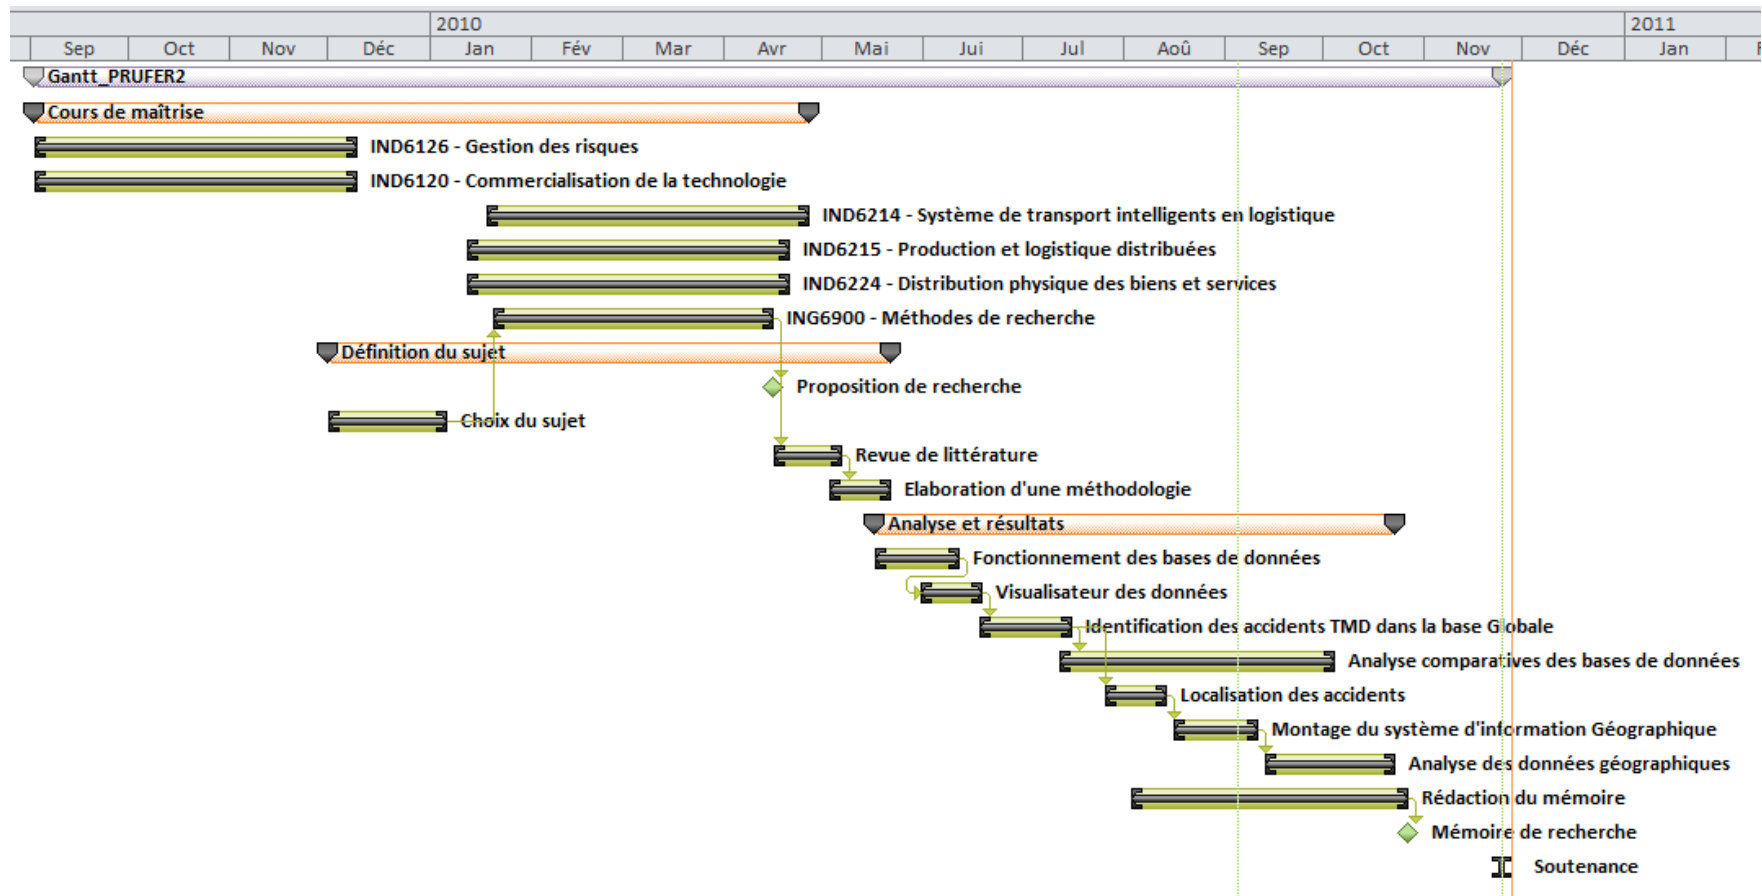 2010 2011
Sep Oct Nov Déc Jan Fév Mar Avr Mai Jui Jul Aoû Sep Oct Nov Déc Jan
Gantt_PRUFER2
Cours de maîtrise
IND6126 - Gestion des risques
IND6120 - Commercialisation de la technologie
IND6214 - Système de transport intelligents en logistique
IND6215 - Production et logistique distribuées
IND6224 - Distribution physique des biens et services
ING6900 - Méthodes de recherche
Définition du sujet
Proposition de recherche
Choix du sujet
Revue de littérature
Elaboration d'une méthodologie
Analyse et résultats
Fonctionnement des bases de données
Visualisateur des données
Identification des accidents TMD dans la base Globale
Analyse comparatives des bases de données
Localisation des accidents
Montage du système d'information Géographique
Analyse des données géographiques
Rédaction du mémoire
Mémoire de recherche
Soutenance